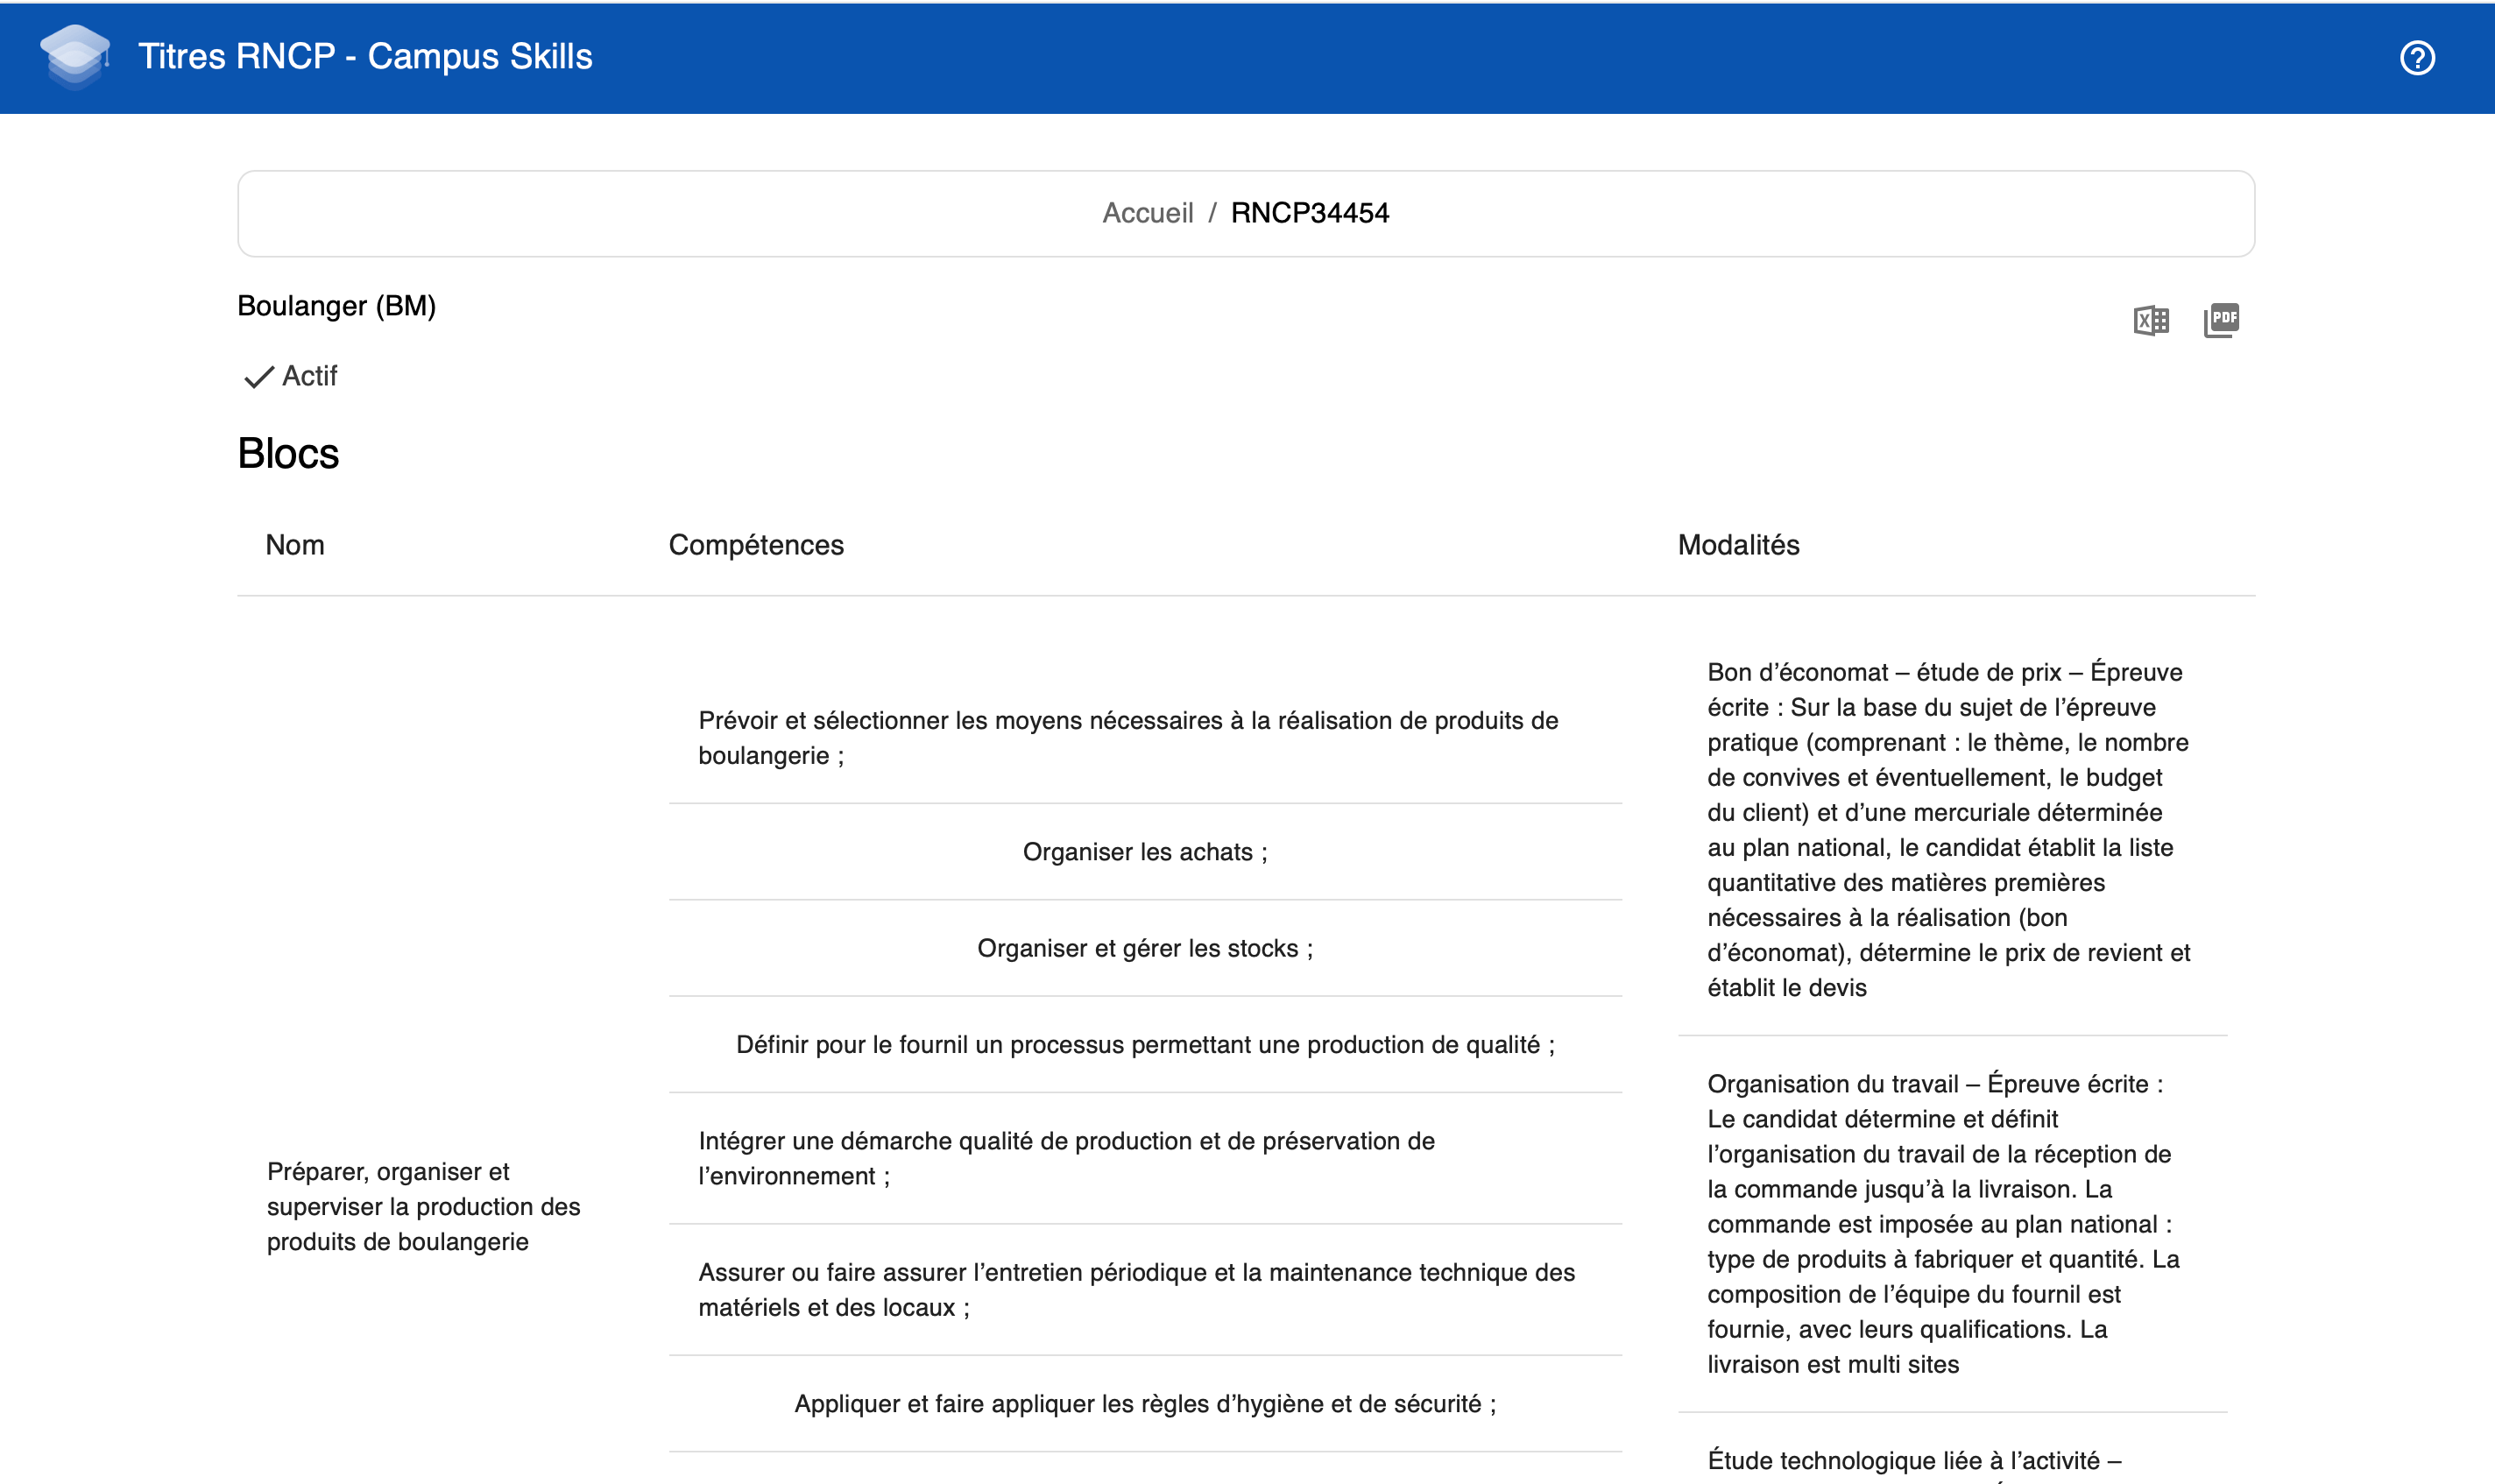 Titres RNCP - Campus Skills
Accueil / RNCP34454
Boulanger (BM)
PDF
Actif
Blocs
Nom
Compétences
Modalités
Préparer, organiser et
superviser la production des
produits de boulangerie
Prévoir et sélectionner les moyens nécessaires à la réalisation de produits de
boulangerie ;
Organiser les achats ;
Organiser et gérer les stocks ;
Définir pour le fournil un processus permettant une production de qualité ;
Intégrer une démarche qualité de production et de préservation de
l’environnement ;
Assurer ou faire assurer l’entretien périodique et la maintenance technique des
matériels et des locaux ;
Appliquer et faire appliquer les règles d’hygiène et de sécurité ;
Bon d’économat – étude de prix – Épreuve
écrite : Sur la base du sujet de l’épreuve
pratique (comprenant : le thème, le nombre
de convives et éventuellement, le budget
du client) et d’une mercuriale déterminée
au plan national, le candidat établit la liste
quantitative des matières premières
nécessaires à la réalisation (bon
d’économat), détermine le prix de revient et
établit le devis
Organisation du travail – Épreuve écrite :
Le candidat détermine et définit
l’organisation du travail de la réception de
la commande jusqu’à la livraison. La
commande est imposée au plan national :
type de produits à fabriquer et quantité. La
composition de l’équipe du fournil est
fournie, avec leurs qualifications. La
livraison est multi sites
Étude technologique liée à l’activité –